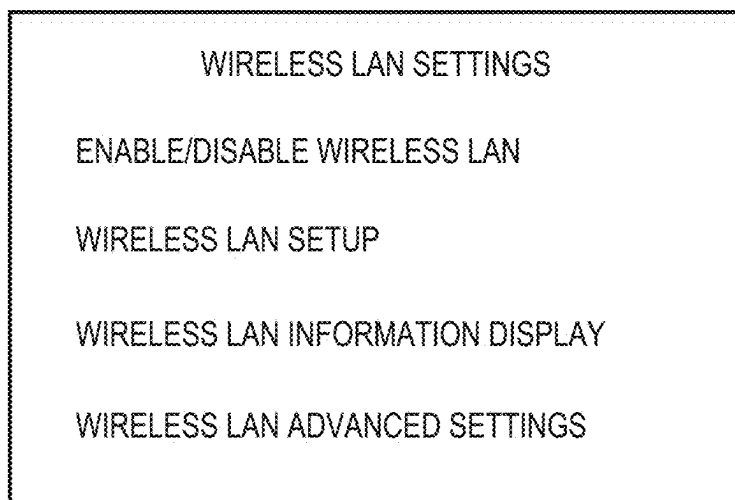 WIRELESS LAN SETTINGS
ENABLE/DISABLE WIRELESS LAN
WIRELESS LAN SETUP
WIRELESS LAN INFORMATION DISPLAY
WIRELESS LAN ADVANCED SETTINGS